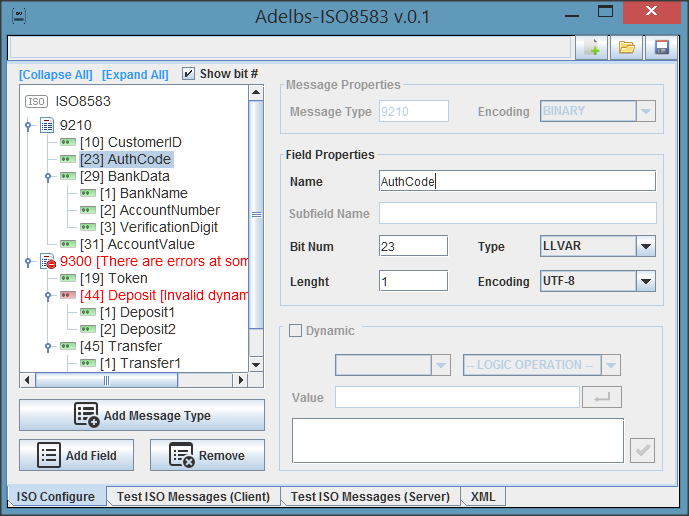 Adelbs-ISO8583 v.0.1
[Collapse All] [Expand All] Show bit #
ISO ISO8583
9210
[10] CustomerID
[23] AuthCode
[29] BankData
[1] BankName
[2] AccountNumber
[3] VerificationDigit
[31] AccountValue
9300 [There are errors at som
[19] Token
[44] Deposit [Invalid dynam
[1] Deposit1
[2] Deposit2
[45] Transfer
[1] Transfer1
Add Message Type
Add Field Remove
Message Properties
Message Type 9210 Encoding BINARY
Field Properties
Name AuthCode
Subfield Name
Bit Num 23 Type LLVAR
Lenght 1 Encoding UTF-8
Dynamic
-- LOGIC OPERATION --
Value
ISO Configure Test ISO Messages (Client) Test ISO Messages (Server) XML